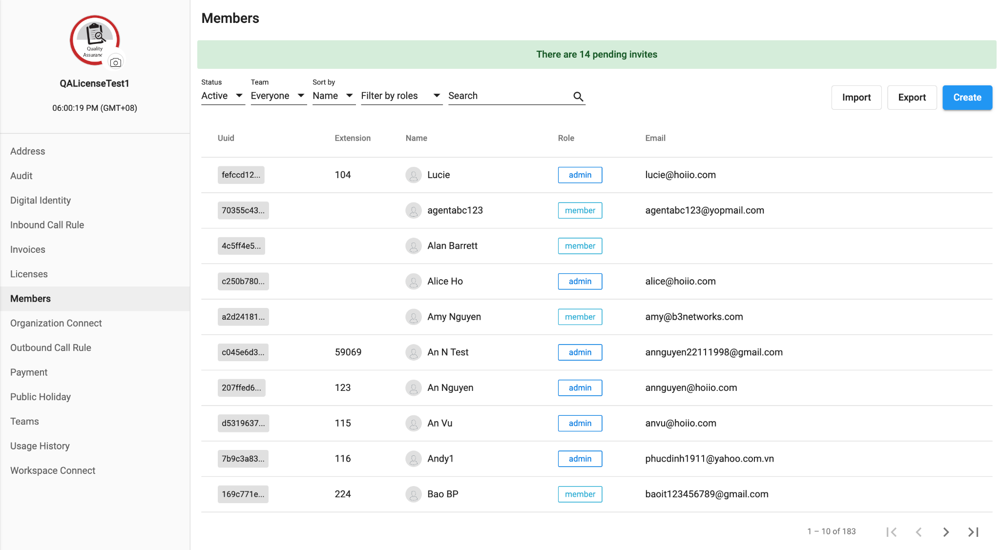 Quality
Assuranc
QALicenseTest1
06:00:19 PM (GMT+08)
Address
Audit
Digital Identity
Inbound Call Rule
Invoices
Licenses
Members
Organization Connect
Outbound Call Rule
Payment
Public Holiday
Teams
Usage History
Workspace Connect
Members
There are 14 pending invites
Status Team Sort by
Active Everyone Name Filter by roles Search
Import Export Create
Uuid Extension Name Role Email
fefccd12... 104 Lucie admin lucie@hoiio.com
70355c43... agentabc123 member agentabc123@yopmail.com
4c5ff4e5... Alan Barrett member
c250b780... Alice Ho admin alice@hoiio.com
a2d24181... Amy Nguyen member amy@b3networks.com
c045e6d3... 59069 An N Test admin annguyen22111998@gmail.com
207ffed6... 123 An Nguyen admin annguyen@hoiio.com
d5319637... 115 An Vu admin anvu@hoiio.com
7b9c3a83... 116 Andy1 admin phucdinh1911@yahoo.com.vn
169c771e... 224 Bao BP member baoit123456789@gmail.com
1 – 10 of 183